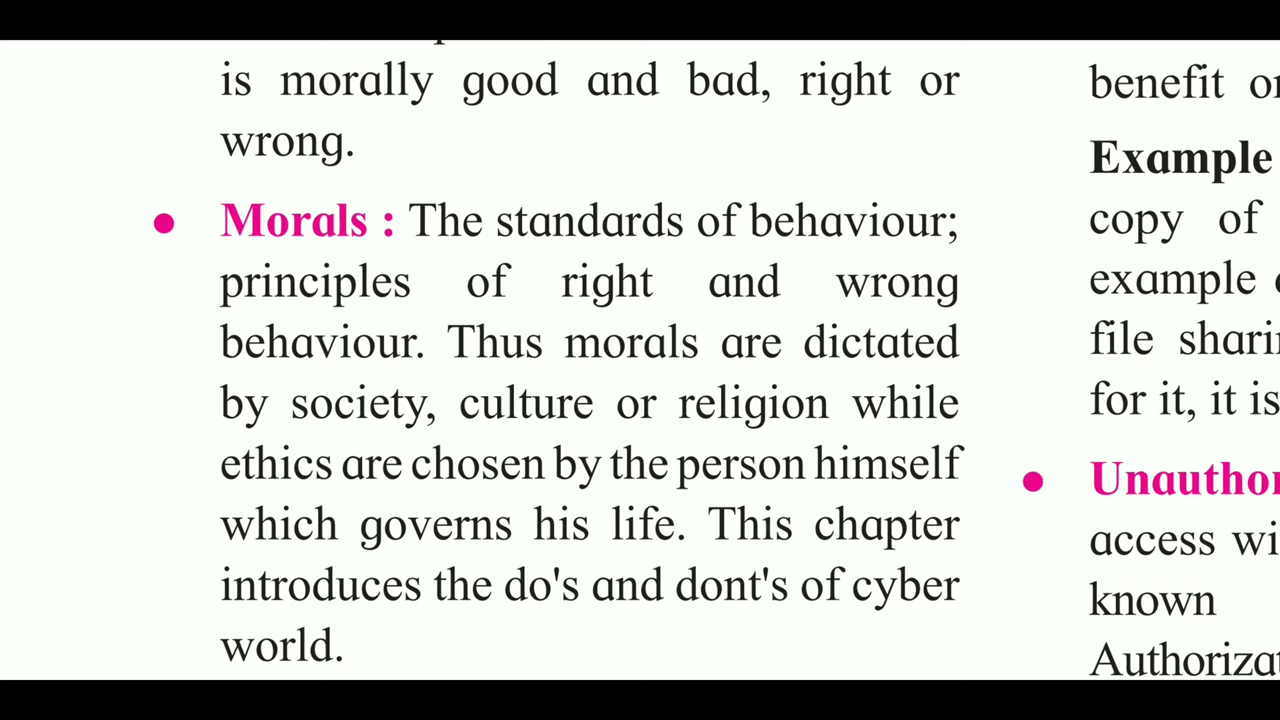 is morally good and bad, right or
wrong.
● Morals : The standards of behaviour;
principles of right and wrong
behaviour. Thus morals are dictated
by society, culture or religion while
ethics are chosen by the person himself
which governs his life. This chapter
introduces the do's and dont's of cyber
world.
benefit
Example
copy of
example
file
for it, it is
●
access
known